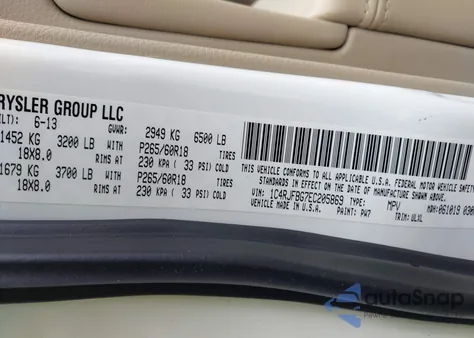 RYSLER GROUP LLC
LT): 6-13 GVWR: 2949 KG 6500 LB
1452 KG 3200 LB WITH P265/60R18 TIRES
18X8.0 RIMS AT 230 KPA ( 33 PSI) COLD
1679 KG 3700 LB WITH P265/60R18 TIRES
18X8.0 RIMS AT 230 KPA ( 33 PSI) COLD
THIS VEHICLE CONFORMS TO ALL APPLICABLE U.S.A. FEDERAL MOTOR VEHICLE SAFETY
STANDARDS IN EFFECT ON THE DATE OF MANUFACTURE SHOWN ABOVE.
VIN: 1C4RJFBG7EC205869 MPV MDH:061019
VEHICLE MADE IN U.S.A. PAINT: PW7 TRIM:
autoSnap